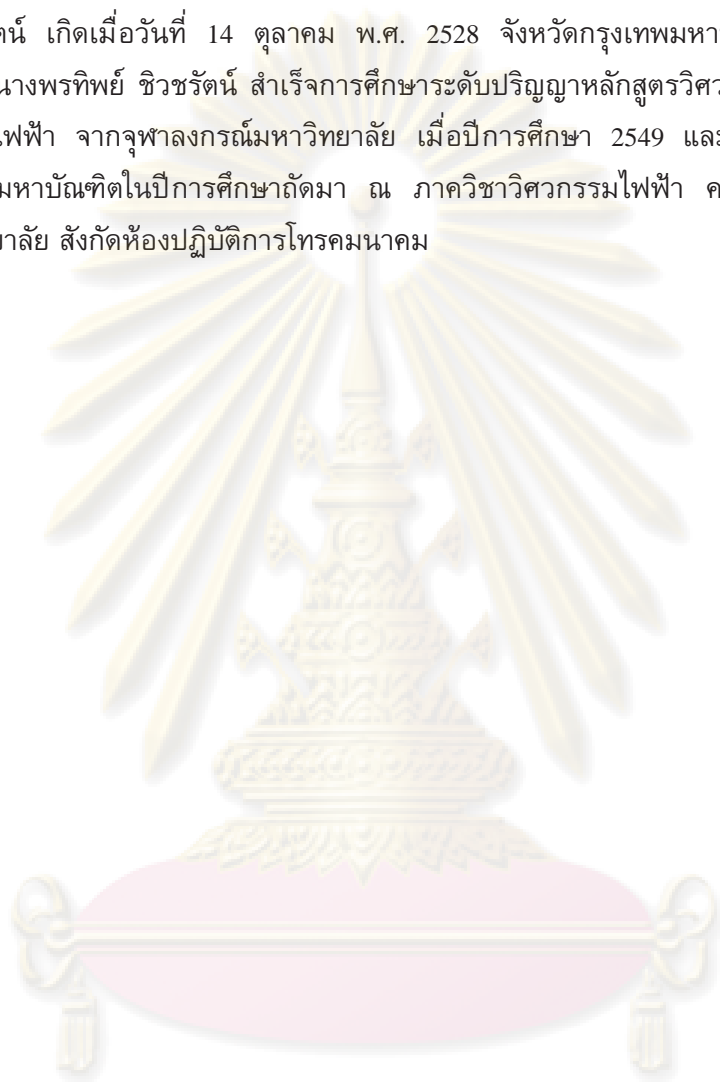 ตน์ เกิดเมื่อวันที่ 14 ตุลาคม พ.ศ. 2528 จังหวัดกรุงเทพมหา
นางพรทิพย์ ชิวชรัตน์ สำเร็จการศึกษาระดับปริญญาหลักสูตรวิศว
ไฟฟ้า จากจุฬาลงกรณ์มหาวิทยาลัย เมื่อปีการศึกษา 2549 และ
มหาบัณฑิตในปีการศึกษาถัดมา ณ ภาควิชาวิศวกรรมไฟฟ้า ค
ยาลัย สังกัดห้องปฏิบัติการโทรคมนาคม